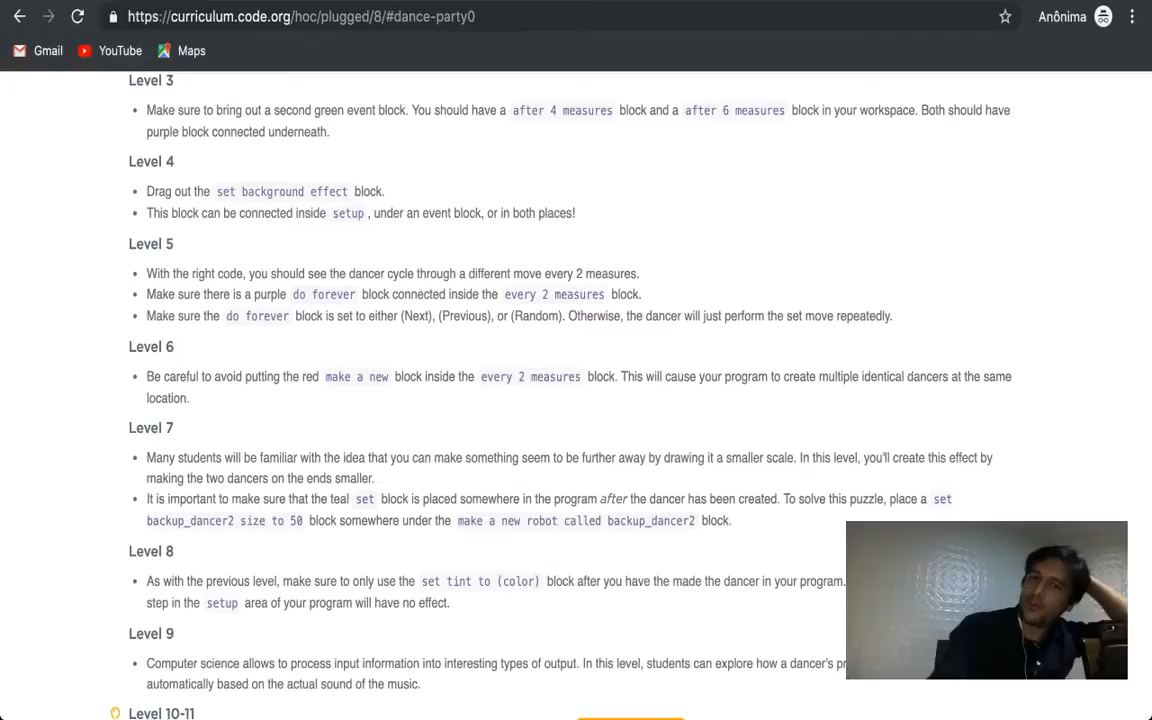 https://curriculum.code.org/hoc/plugged/8/#dance-party0
Anônima
Gmail YouTube Maps
Level 3
• Make sure to bring out a second green event block. You should have a after 4 measures block and a after 6 measures block in your workspace. Both should have
purple block connected underneath.
Level 4
• Drag out the set background effect block.
• This block can be connected inside setup , under an event block, or in both places!
Level 5
• With the right code, you should see the dancer cycle through a different move every 2 measures.
• Make sure there is a purple do forever block connected inside the every 2 measures block.
• Make sure the do forever block is set to either (Next), (Previous), or (Random). Otherwise, the dancer will just perform the set move repeatedly.
Level 6
• Be careful to avoid putting the red make a new block inside the every 2 measures block. This will cause your program to create multiple identical dancers at the same
location.
Level 7
• Many students will be familiar with the idea that you can make something seem to be further away by drawing it a smaller scale. In this level, you'll create this effect by
making the two dancers on the ends smaller.
• It is important to make sure that the teal set block is placed somewhere in the program after the dancer has been created. To solve this puzzle, place a set
backup_dancer2 size to 50 block somewhere under the make a new robot called backup_dancer2 block.
Level 8
• As with the previous level, make sure to only use the set tint to (color) block after you have the made the dancer in your program.
step in the setup area of your program will have no effect.
Level 9
• Computer science allows to process input information into interesting types of output. In this level, students can explore how a dancer's pr
automatically based on the actual sound of the music.
Level 10-11